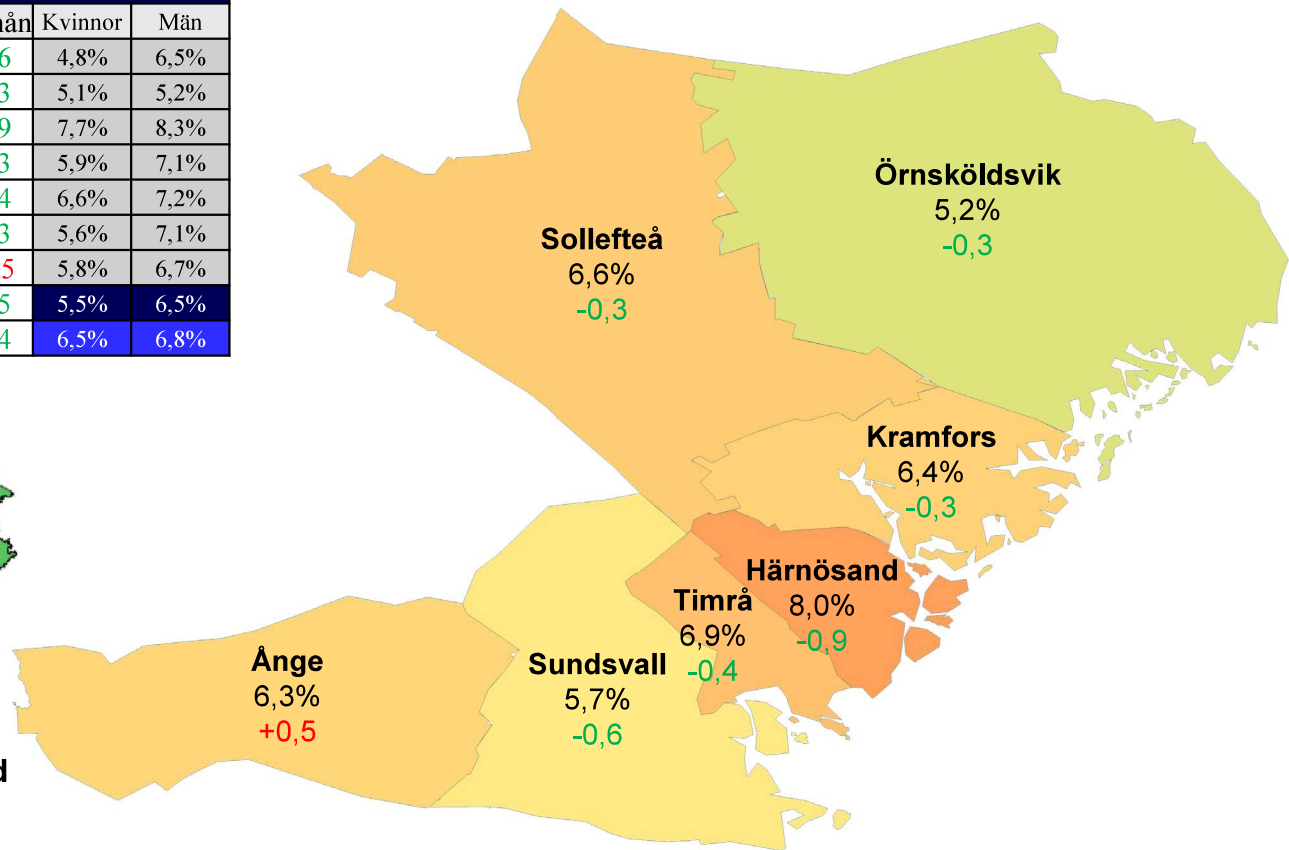 mån Kvinnor Män
6 4,8% 6,5%
3 5,1% 5,2%
9 7,7% 8,3%
3 5,9% 7,1%
4 6,6% 7,2%
3 5,6% 7,1%
5 5,8% 6,7%
5 5,5% 6,5%
4 6,5% 6,8%
Örnsköldsvik
5,2%
-0,3
Sollefteå
6,6%
-0,3
Kramfors
6,4%
-0,3
Härnösand
8,0%
-0,9
Timrå
6,9%
-0,4
Sundsvall
5,7%
-0,6
Ånge
6,3%
+0,5
d